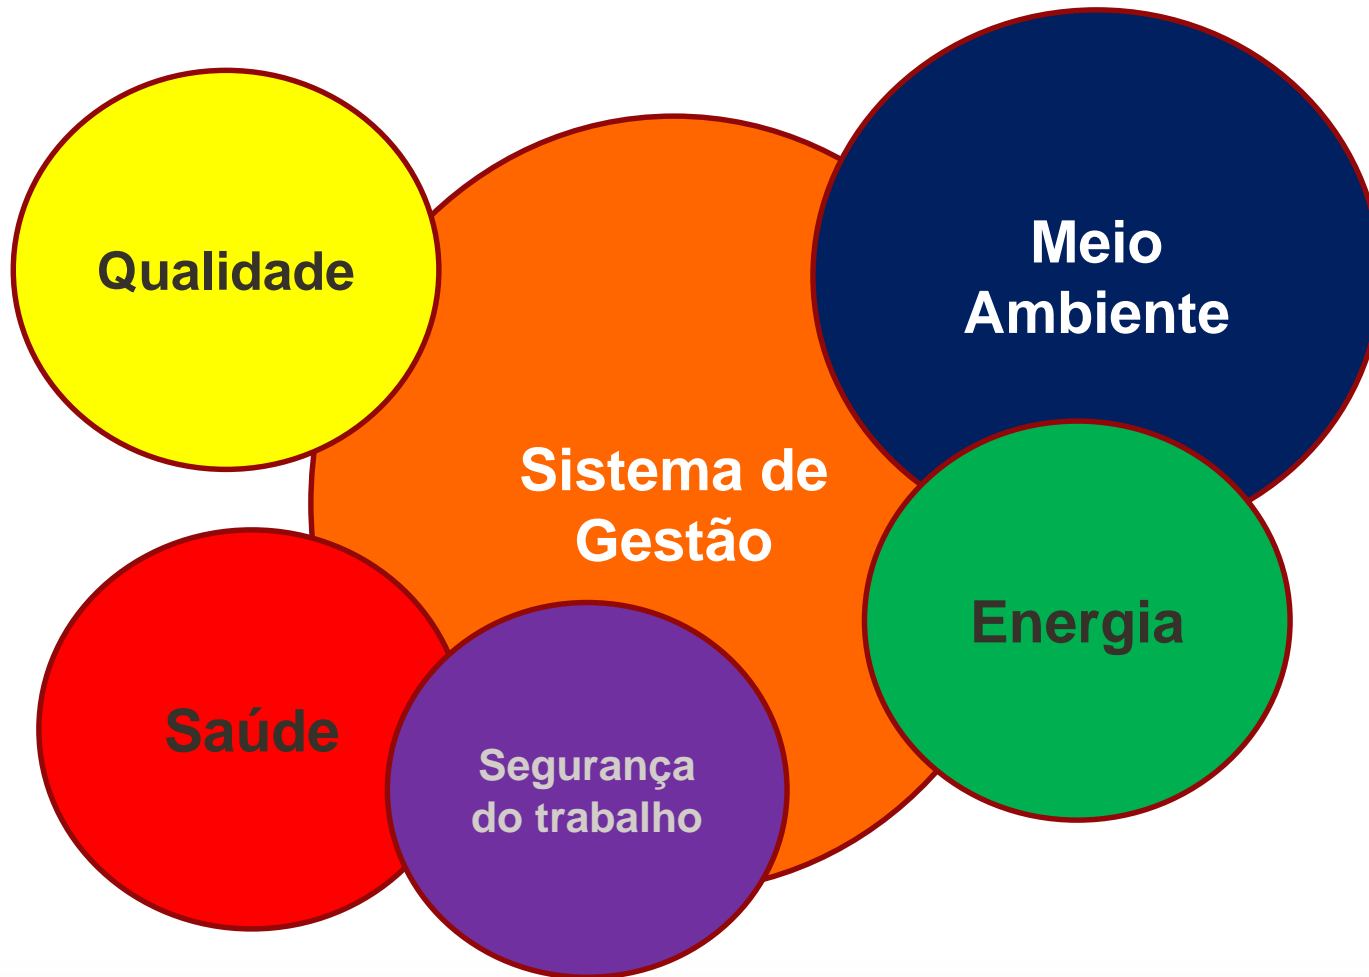 Qualidade
Meio
Ambiente
Sistema de
Gestão
Energia
Saúde
Segurança
do trabalho